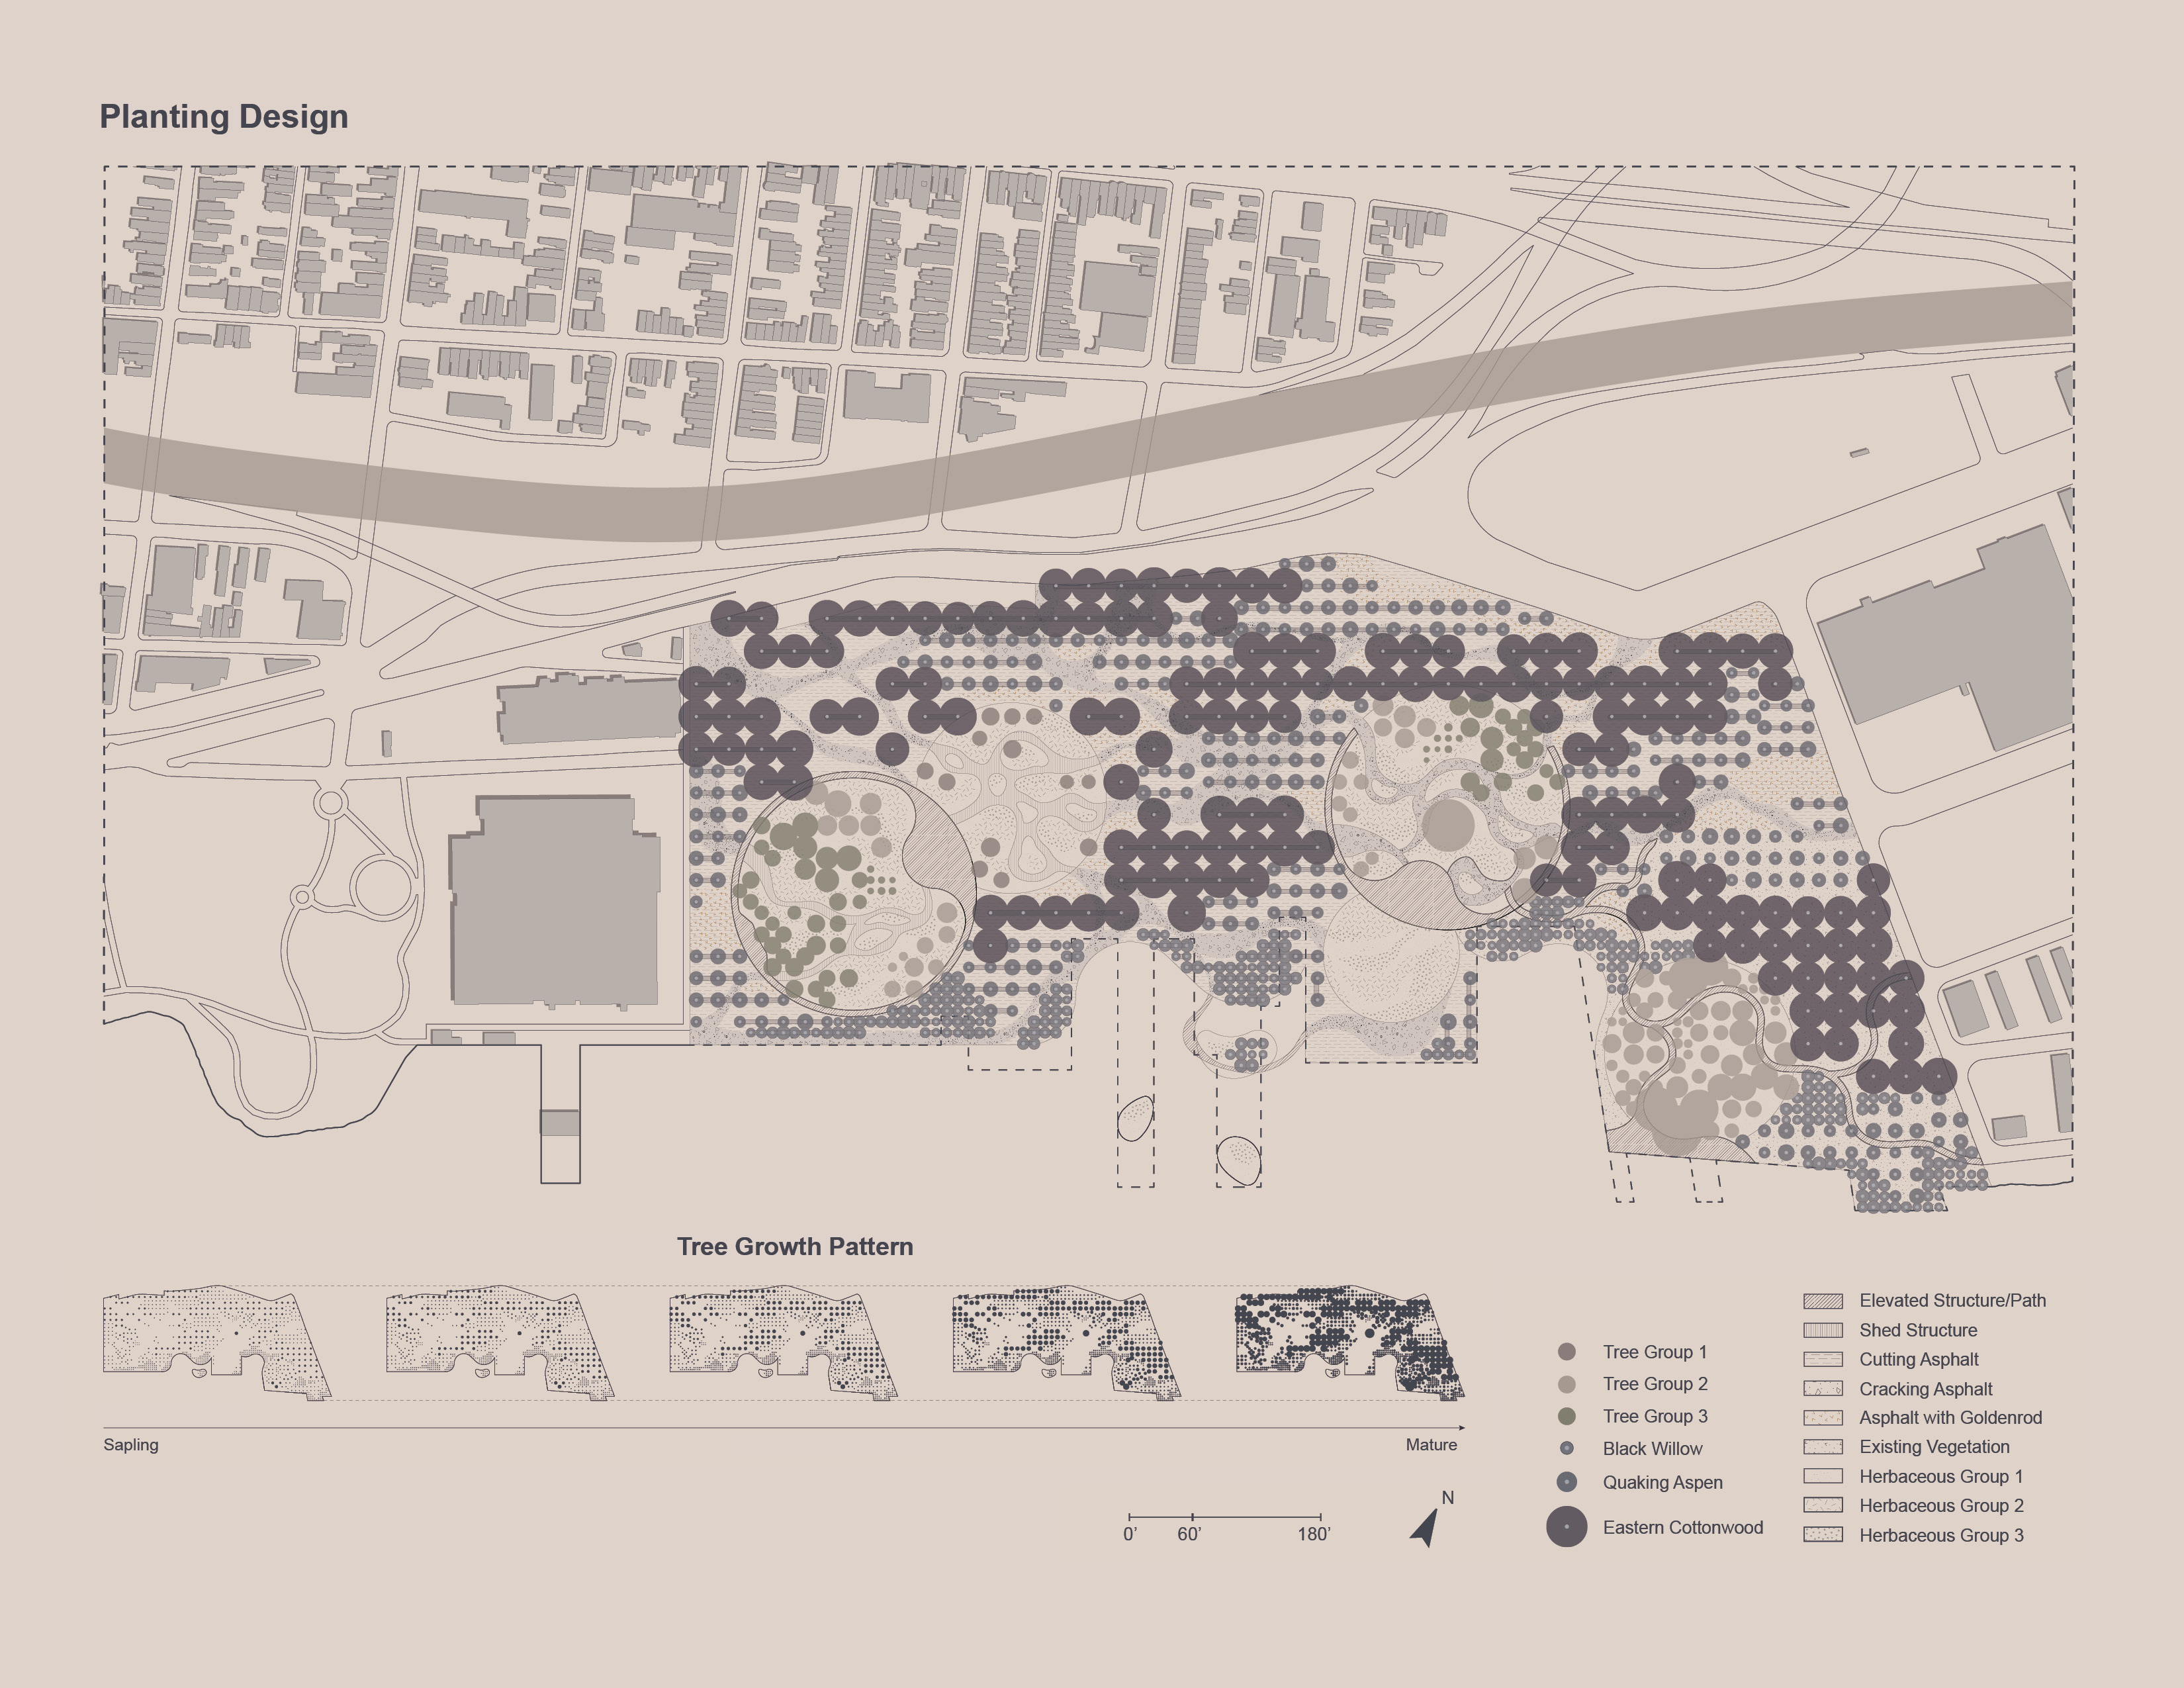 Planting Design
Tree Growth Pattern
Sapling
Mature
N
0’ 60’ 180’
Tree Group 1
Tree Group 2
Tree Group 3
Black Willow
Quaking Aspen
Eastern Cottonwood
Elevated Structure/Path
Shed Structure
Cutting Asphalt
Cracking Asphalt
Asphalt with Goldenrod
Existing Vegetation
Herbaceous Group 1
Herbaceous Group 2
Herbaceous Group 3